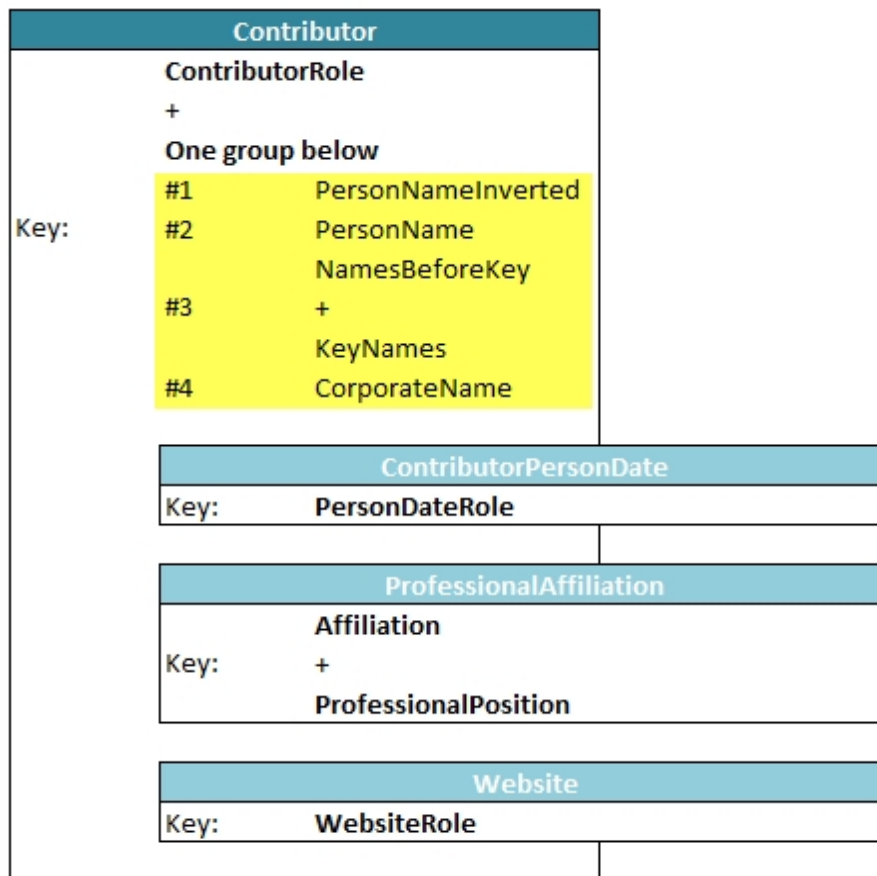 Contributor
ContributorRole
+
One group below
#1 PersonNameInverted
Key: #2 PersonName
NamesBeforeKey
#3 +
KeyNames
#4 CorporateName
ContributorPersonDate
Key: PersonDateRole
ProfessionalAffiliation
Affiliation
Key: +
ProfessionalPosition
Website
Key: WebsiteRole